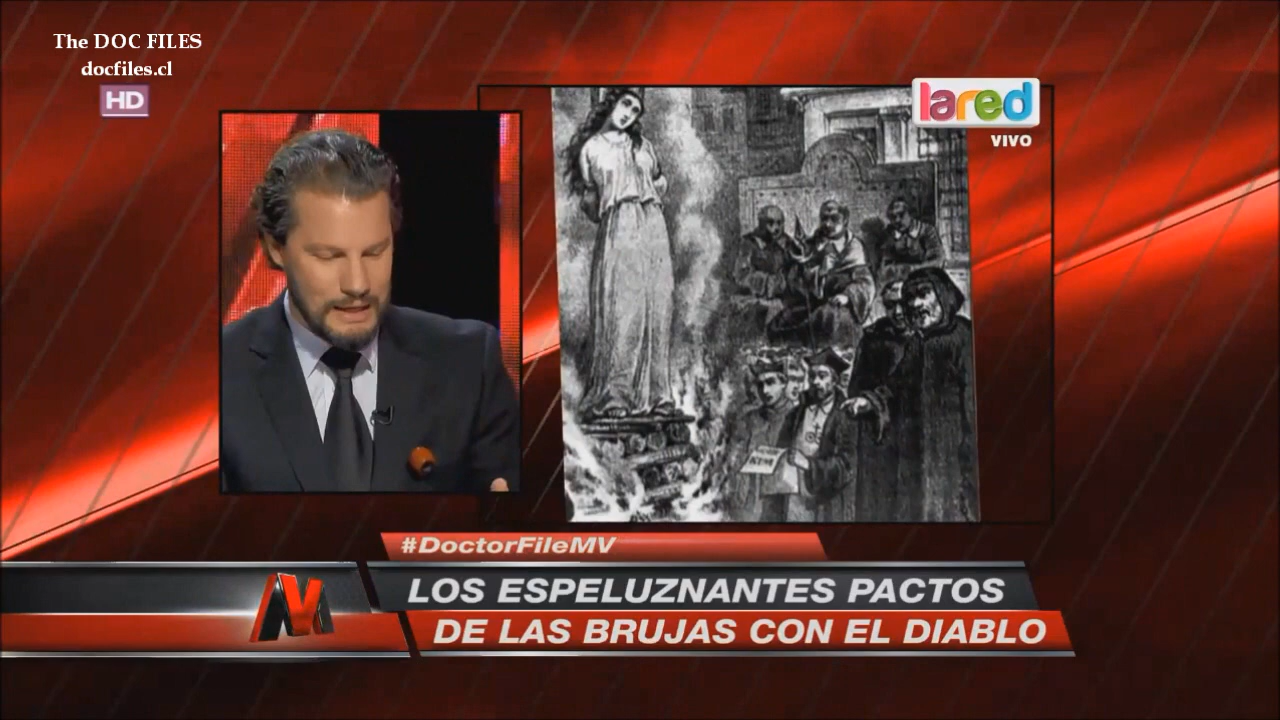 The DOC FILES
docfiles.cl
HD
lared
VIVO
#DoctorFileMV
LOS ESPELUZNANTES PACTOS
DE LAS BRUJAS CON EL DIABLO